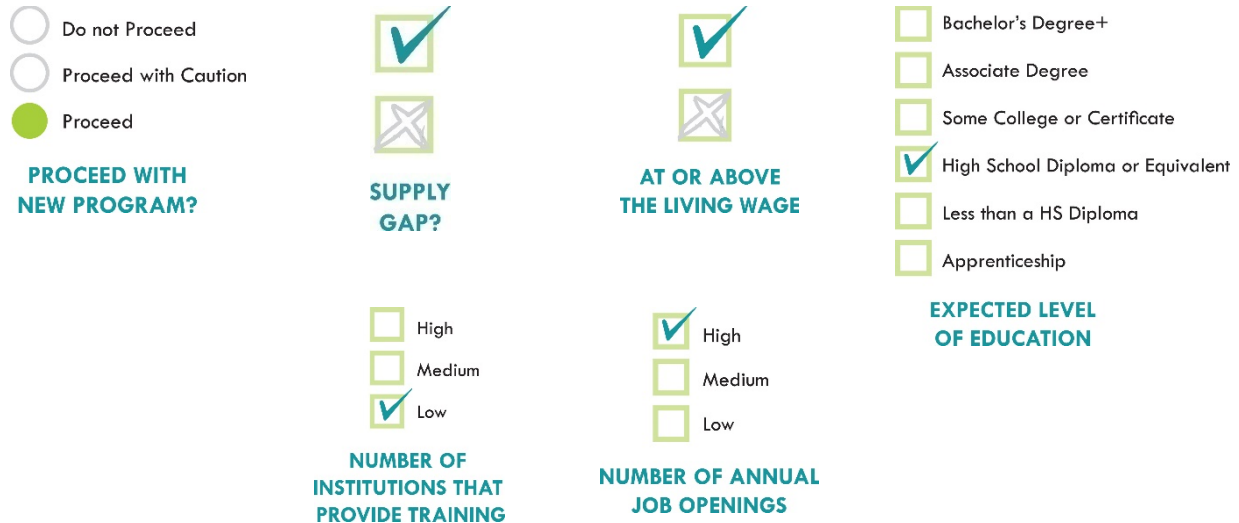 Do not Proceed
Proceed with Caution
Proceed
PROCEED WITH
NEW PROGRAM?
SUPPLY
GAP?
AT OR ABOVE
THE LIVING WAGE
Bachelor's Degree+
Associate Degree
Some College or Certificate
High School Diploma or Equivalent
Less than a HS Diploma
Apprenticeship
EXPECTED LEVEL
OF EDUCATION
High
Medium
Low
NUMBER OF
INSTITUTIONS THAT
PROVIDE TRAINING
High
Medium
Low
NUMBER OF ANNUAL
JOB OPENINGS